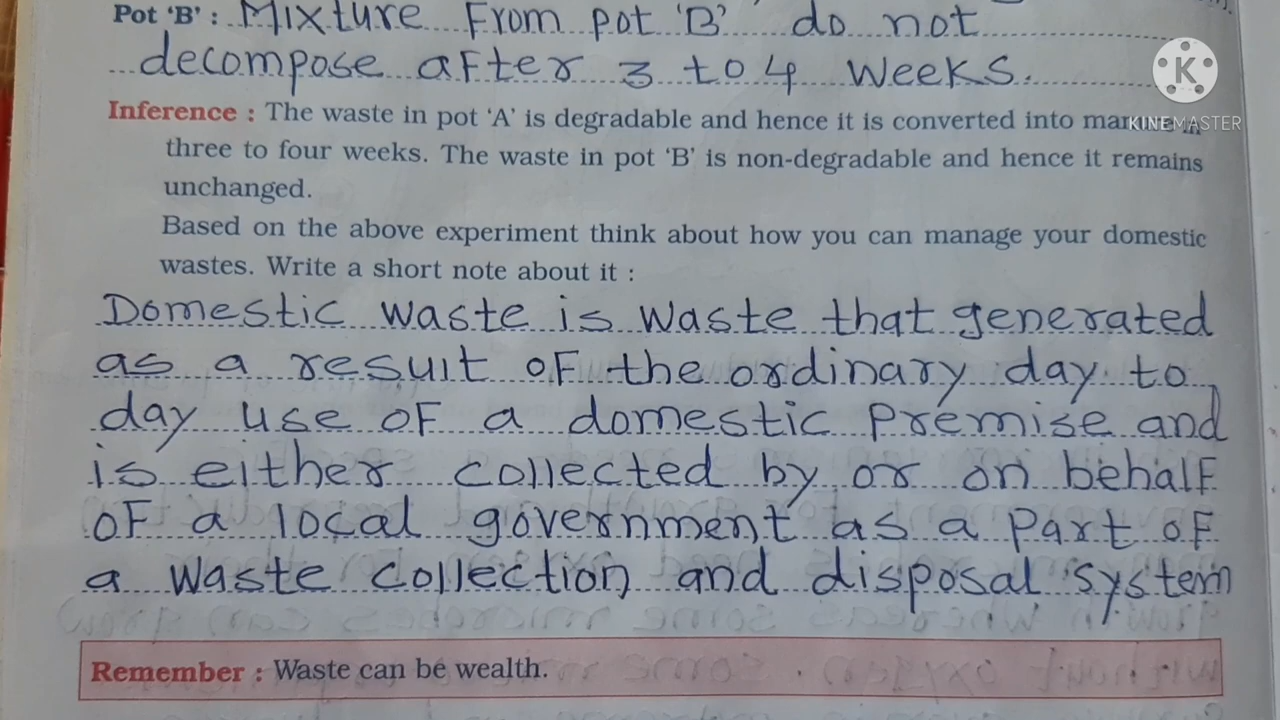 Pot 'B' : Mixture From pot 'B' do not
decompose after 3 to 4 weeks.
K
KINEMASTER
Inference : The waste in pot 'A' is degradable and hence it is converted into
three to four weeks. The waste in pot 'B' is non-degradable and hence it remains
unchanged.
Based on the above experiment think about how you can manage your domestic
wastes. Write a short note about it :
Domestic waste is waste that generated
as a result of the ordinary day to
day use of a domestic premise and
is either collected by or on behalf
of a local government as a part of
a waste collection and disposal system
Remember : Waste can be wealth.